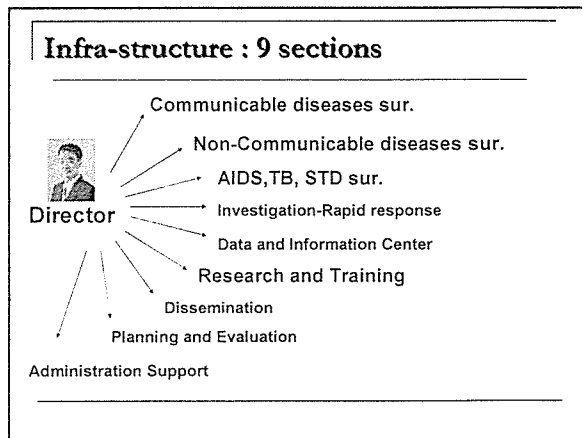 Infra-structure : 9 sections
Communicable diseases sur.
Non-Communicable diseases sur.
AIDS,TB, STD sur.
Director
Investigation-Rapid response
Data and Information Center
Research and Training
Dissemination
Planning and Evaluation
Administration Support